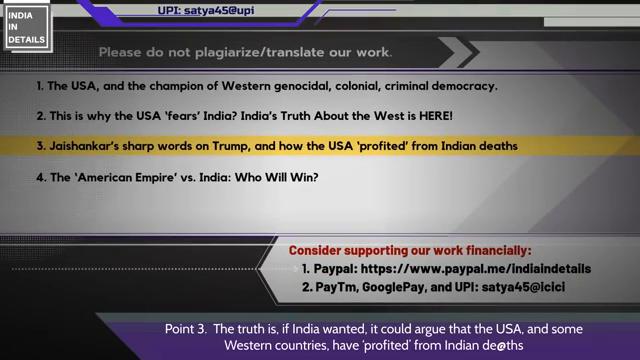 INDIA
IN
DETAILS
UPI: satya45@upi
Please do not plagiarize/translate our work.
1. The USA, and the champion of Western genocidal, colonial, criminal democracy.
2. This is why the USA ‘fears’ India? India’s Truth About the West is HERE!
3. Jaishankar’s sharp words on Trump, and how the USA ‘profited’ from Indian deaths
4. The ‘American Empire’ vs. India: Who Will Win?
Consider supporting our work financially:
1. Paypal: https://www.paypal.me/indiaindetails
2. PayTm, GooglePay, and UPI: satya45@icici
Point 3. The truth is, if India wanted, it could argue that the USA, and some
Western countries, have ‘profited’ from Indian de@ths